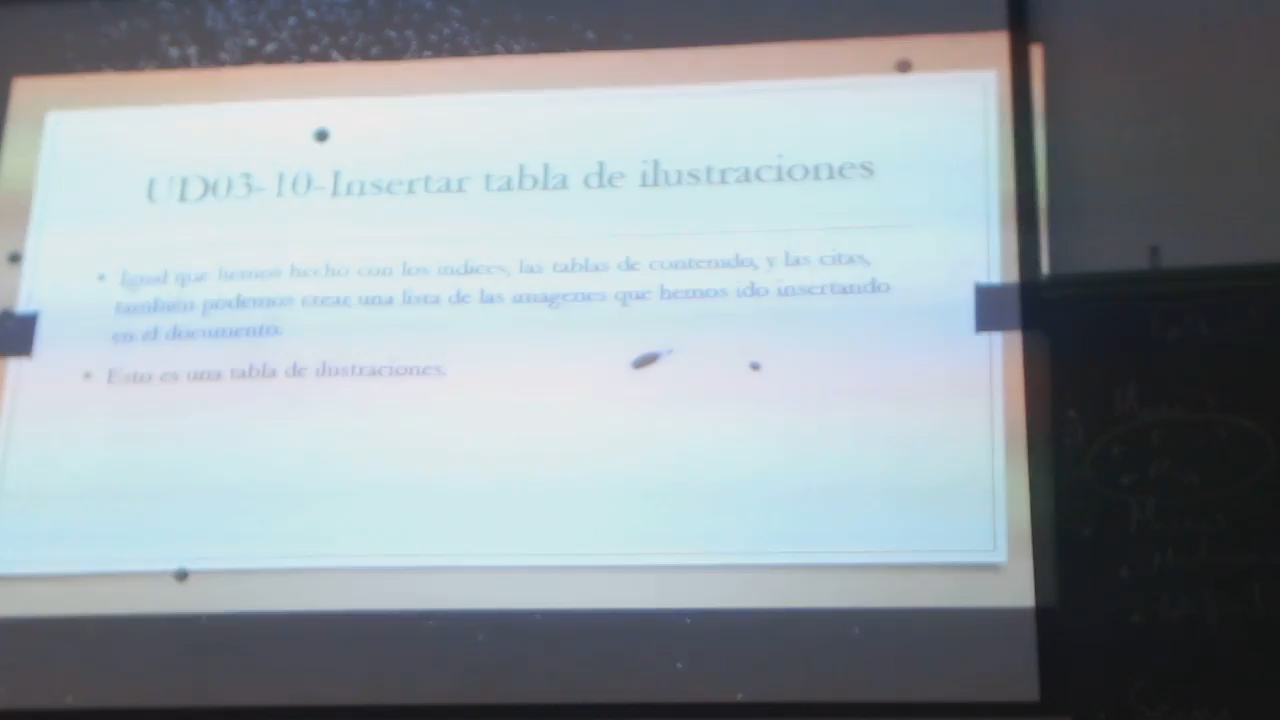 UD03-10-Insertar tabla de ilustraciones
• Igual que hemos hecho con los indices, las tablas de contenido, y las citas,
también podemos crear una lista de las imágenes que hemos ido insertando
en el documento.
• Esto es una tabla de ilustraciones.